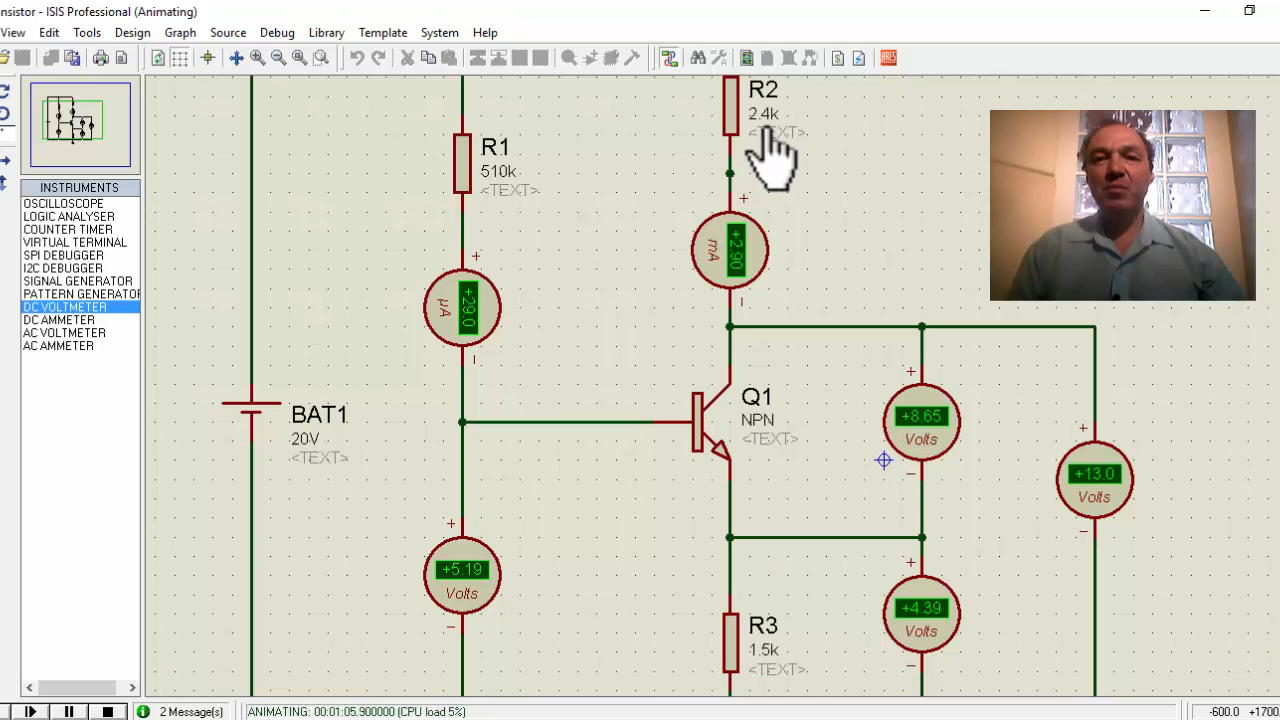 nsistor - ISIS Professional (Animating)
View Edit Tools Design Graph Source Debug Library Template System Help
ARES
INSTRUMENTS
OSCILLOSCOPE
LOGIC ANALYSER
COUNTER TIMER
VIRTUAL TERMINAL
SPI DEBUGGER
I2C DEBUGGER
SIGNAL GENERATOR
PATTERN GENERATOR
DC VOLTMETER
DC AMMETER
AC VOLTMETER
AC AMMETER
R2
2.4k
<TEXT>
R1
510k
<TEXT>
+
+2.90
mA
+
+29.0
µA
BAT1
20V
<TEXT>
Q1
NPN
<TEXT>
+
+8.65
Volts
+
+13.0
Volts
+
+5.19
Volts
+
+4.39
Volts
R3
1.5k
<TEXT>
2 Message(s)
ANIMATING: 00:01:05.900000 (CPU load 5%)
-600.0 +1700